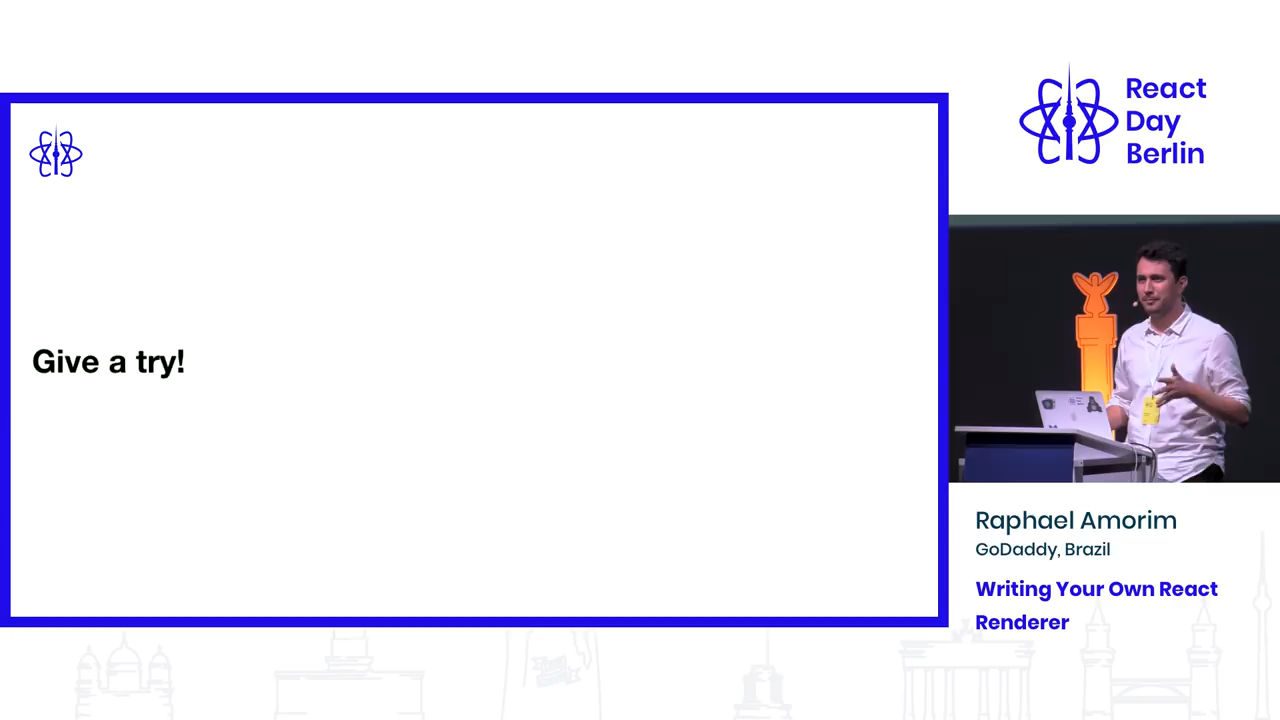 React
Day
Berlin
Give a try!
Raphael Amorim
GoDaddy, Brazil
Writing Your Own React
Renderer